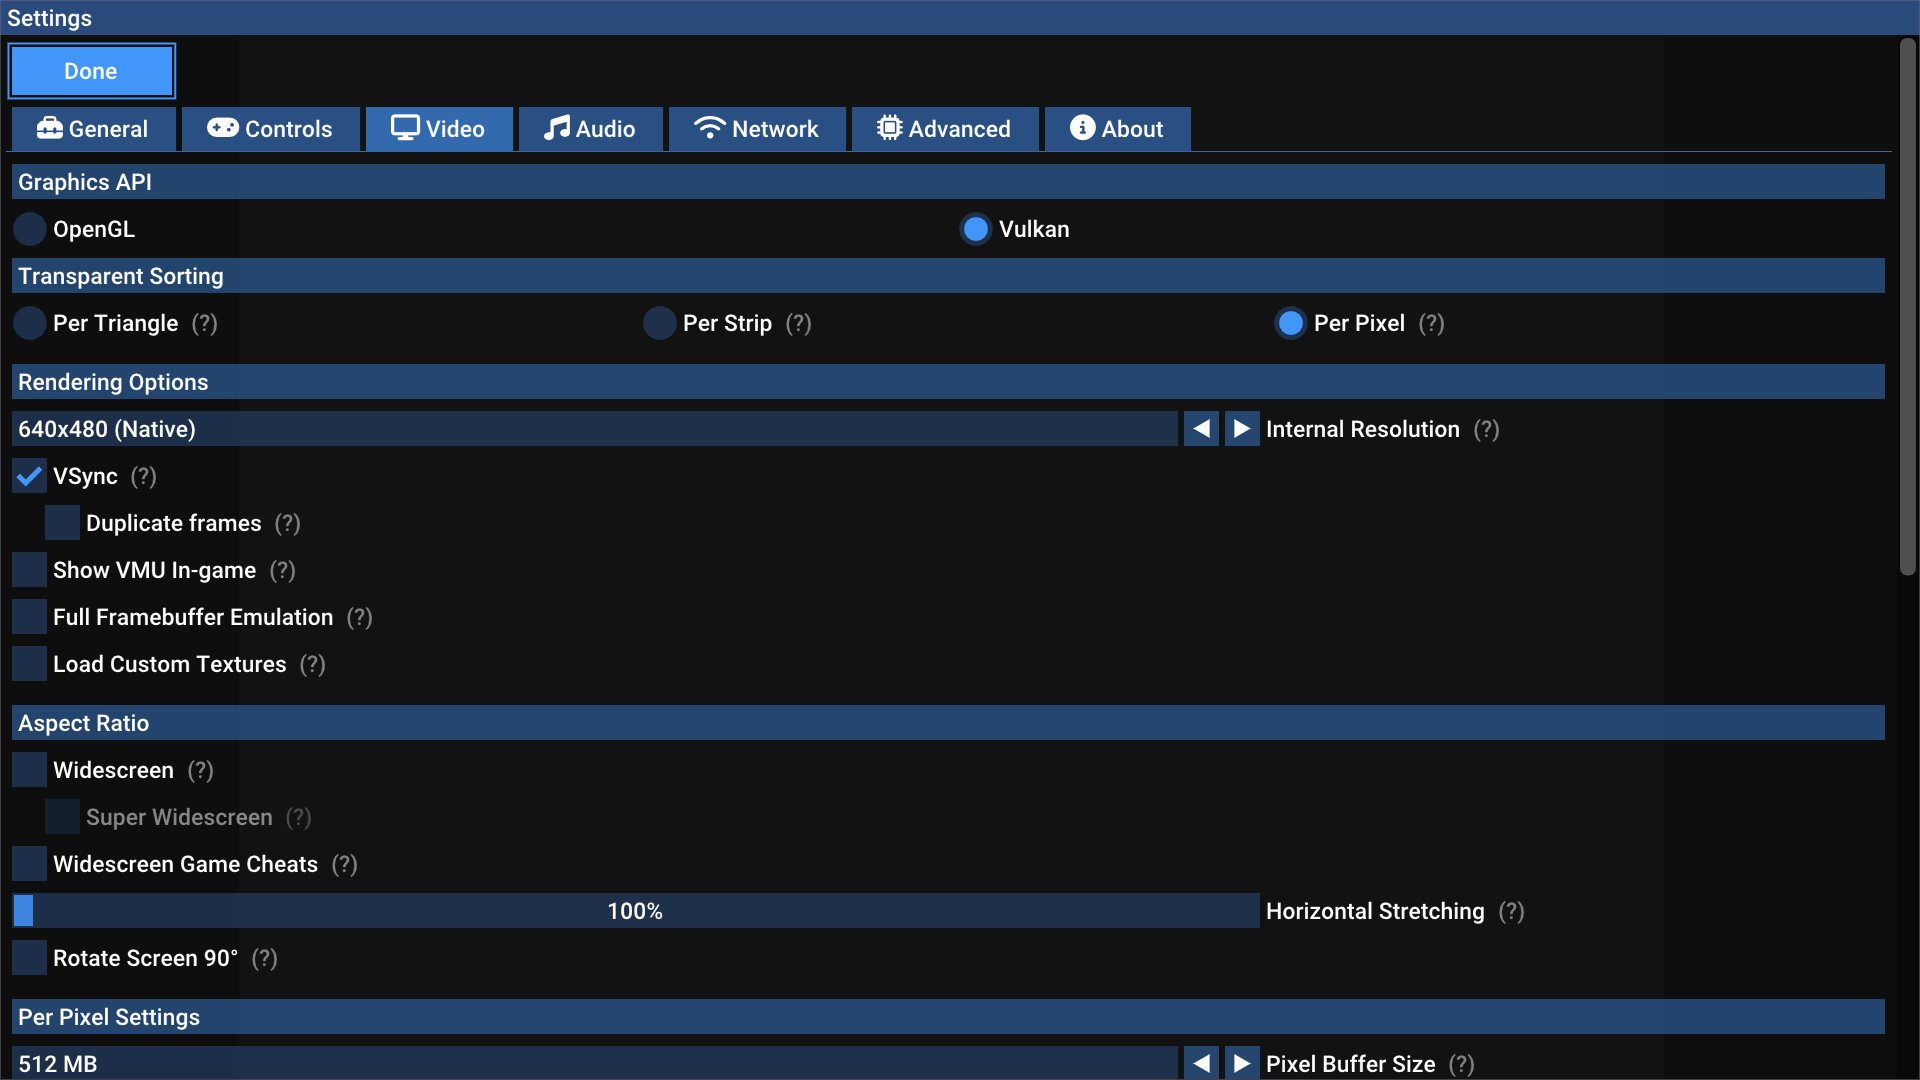 Settings
Done
General Controls Video Audio Network Advanced About
Graphics API
OpenGL Vulkan
Transparent Sorting
Per Triangle (?) Per Strip (?) Per Pixel (?)
Rendering Options
640x480 (Native) Internal Resolution (?)
VSync (?)
Duplicate frames (?)
Show VMU In-game (?)
Full Framebuffer Emulation (?)
Load Custom Textures (?)
Aspect Ratio
Widescreen (?)
Super Widescreen (?)
Widescreen Game Cheats (?)
100% Horizontal Stretching (?)
Rotate Screen 90° (?)
Per Pixel Settings
512 MB Pixel Buffer Size (?)